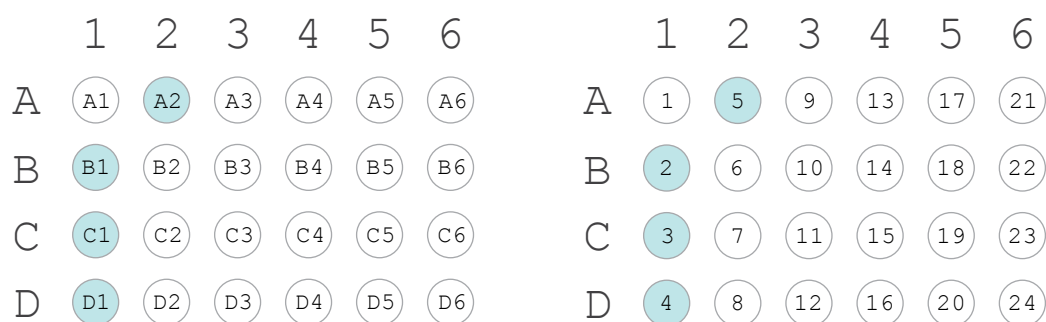 1 2 3 4 5 6
A A1 A2 A3 A4 A5 A6
B B1 B2 B3 B4 B5 B6
C C1 C2 C3 C4 C5 C6
D D1 D2 D3 D4 D5 D6
1 2 3 4 5 6
A 1 5 9 13 17 21
B 2 6 10 14 18 22
C 3 7 11 15 19 23
D 4 8 12 16 20 24